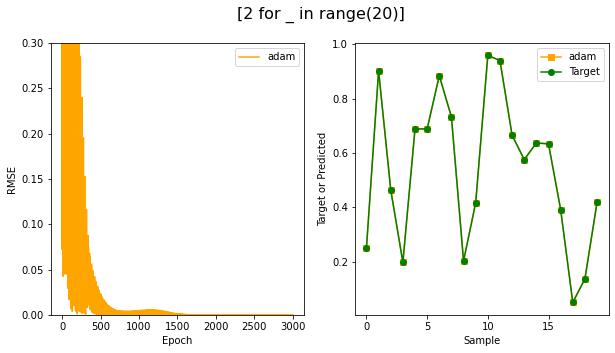 [2 for _ in range(20)]
RMSE
0.30
0.25
0.20
0.15
0.10
0.05
0.00
0
500
1000
1500
2000
2500
3000
Epoch
adam
Target or Predicted
1.0
0.8
0.6
0.4
0.2
0
5
10
15
Sample
adam
Target